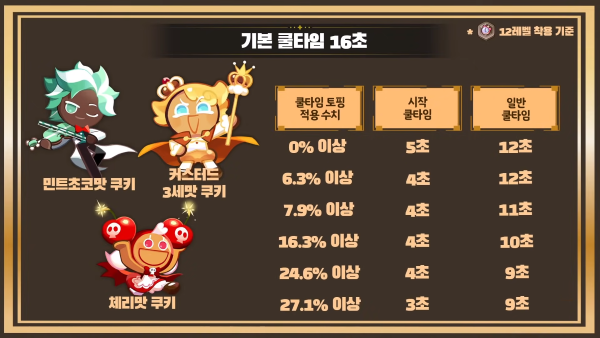 기본 쿨타임 16초
12레벨 착용 기준
민트초코맛 쿠키
커스터드
3세맛 쿠키
체리맛 쿠키
쿨타임 토핑
적용 수치
시작
쿨타임
일반
쿨타임
0% 이상 5초 12초
6.3% 이상 4초 12초
7.9% 이상 4초 11초
16.3% 이상 4초 10초
24.6% 이상 4초 9초
27.1% 이상 3초 9초